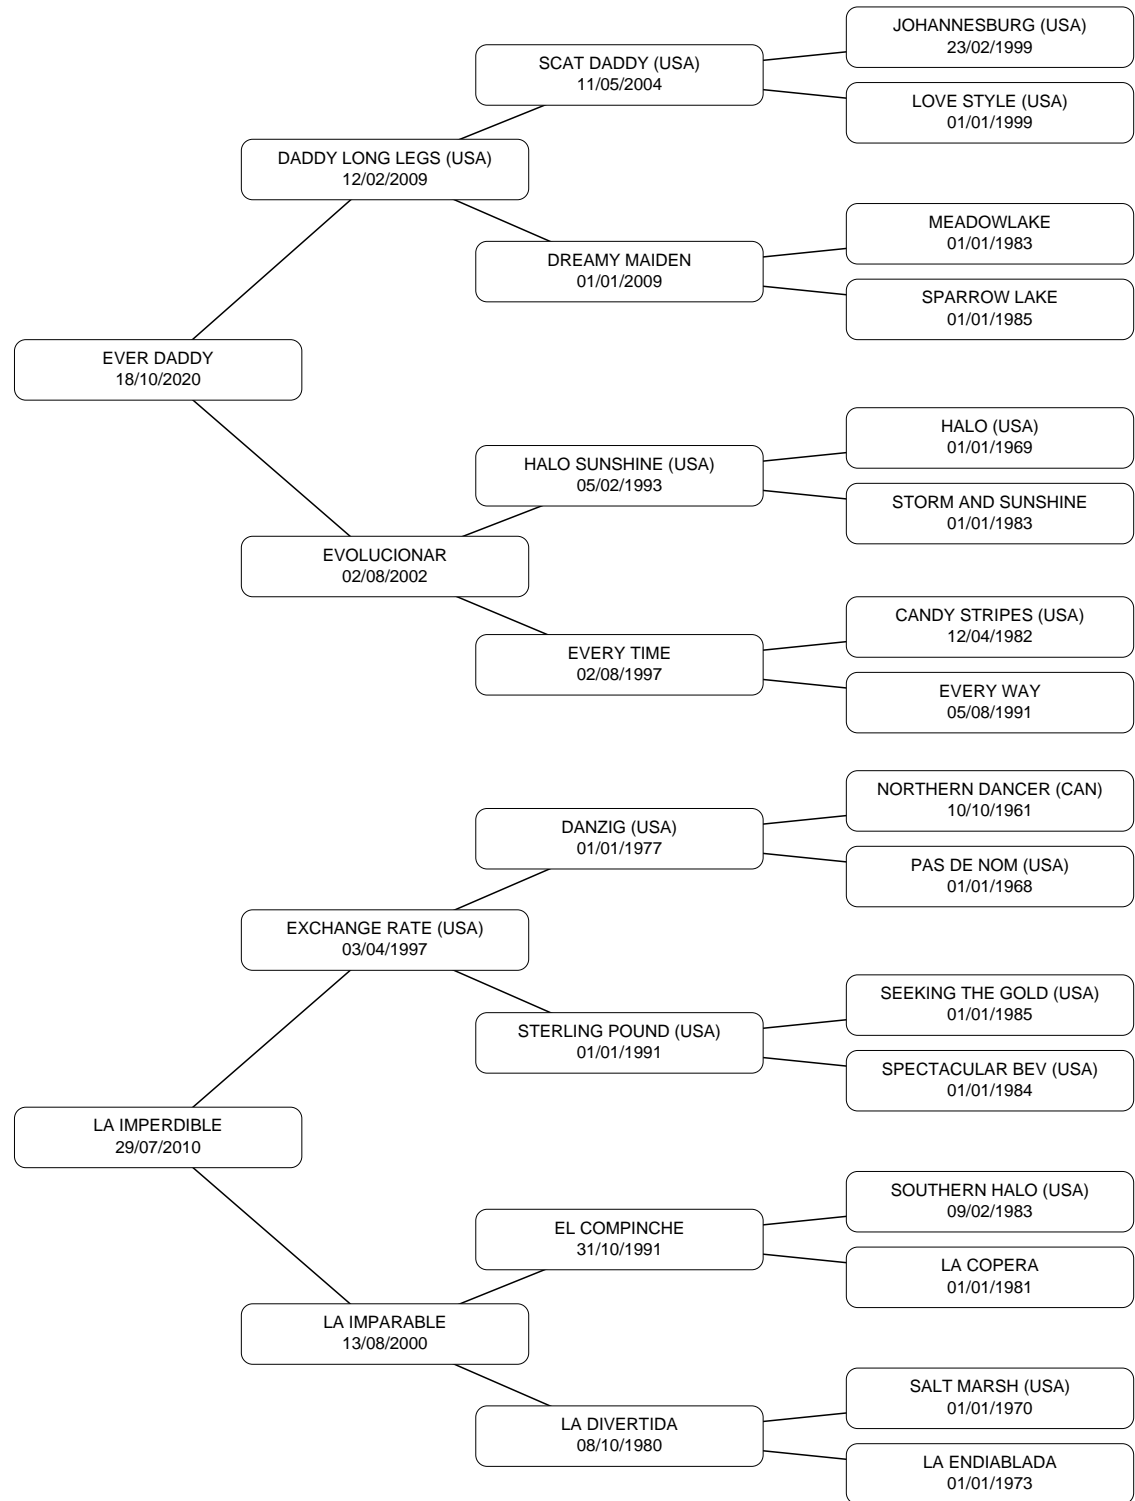 JOHANNESBURG (USA)
23/02/1999
SCAT DADDY (USA)
11/05/2004
LOVE STYLE (USA)
01/01/1999
DADDY LONG LEGS (USA)
12/02/2009
MEADOWLAKE
01/01/1983
DREAMY MAIDEN
01/01/2009
SPARROW LAKE
01/01/1985
EVER DADDY
18/10/2020
HALO (USA)
01/01/1969
HALO SUNSHINE (USA)
05/02/1993
STORM AND SUNSHINE
01/01/1983
EVOLUCIONAR
02/08/2002
CANDY STRIPES (USA)
12/04/1982
EVERY TIME
02/08/1997
EVERY WAY
05/08/1991
NORTHERN DANCER (CAN)
10/10/1961
DANZIG (USA)
01/01/1977
PAS DE NOM (USA)
01/01/1968
EXCHANGE RATE (USA)
03/04/1997
SEEKING THE GOLD (USA)
01/01/1985
STERLING POUND (USA)
01/01/1991
SPECTACULAR BEV (USA)
01/01/1984
LA IMPERDIBLE
29/07/2010
SOUTHERN HALO (USA)
09/02/1983
EL COMPINCHE
31/10/1991
LA COPERA
01/01/1981
LA IMPARABLE
13/08/2000
SALT MARSH (USA)
01/01/1970
LA DIVERTIDA
08/10/1980
LA ENDIABLADA
01/01/1973